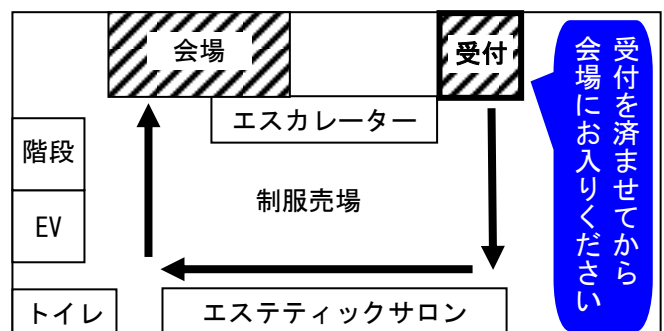 会場
受付
受付を済ませてから
会場にお入りください
エスカレーター
階段
制服売場
EV
トイレ
エステティックサロン